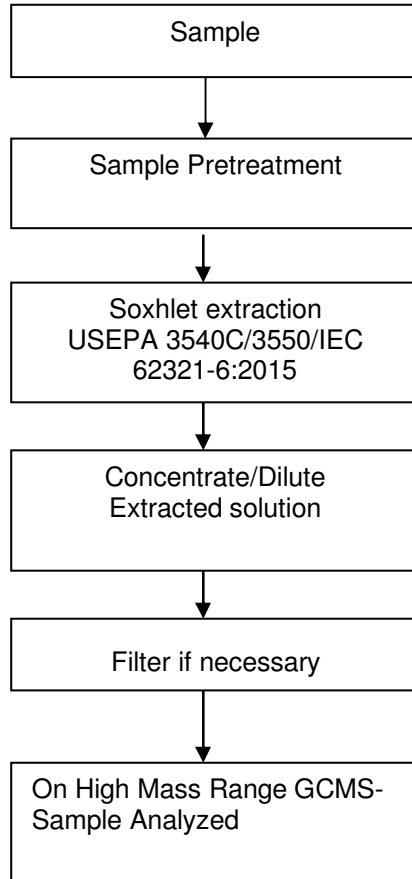 Sample
Sample Pretreatment
Soxhlet extraction
USEPA 3540C/3550/IEC
62321-6:2015
Concentrate/Dilute
Extracted solution
Filter if necessary
On High Mass Range GCMS-
Sample Analyzed